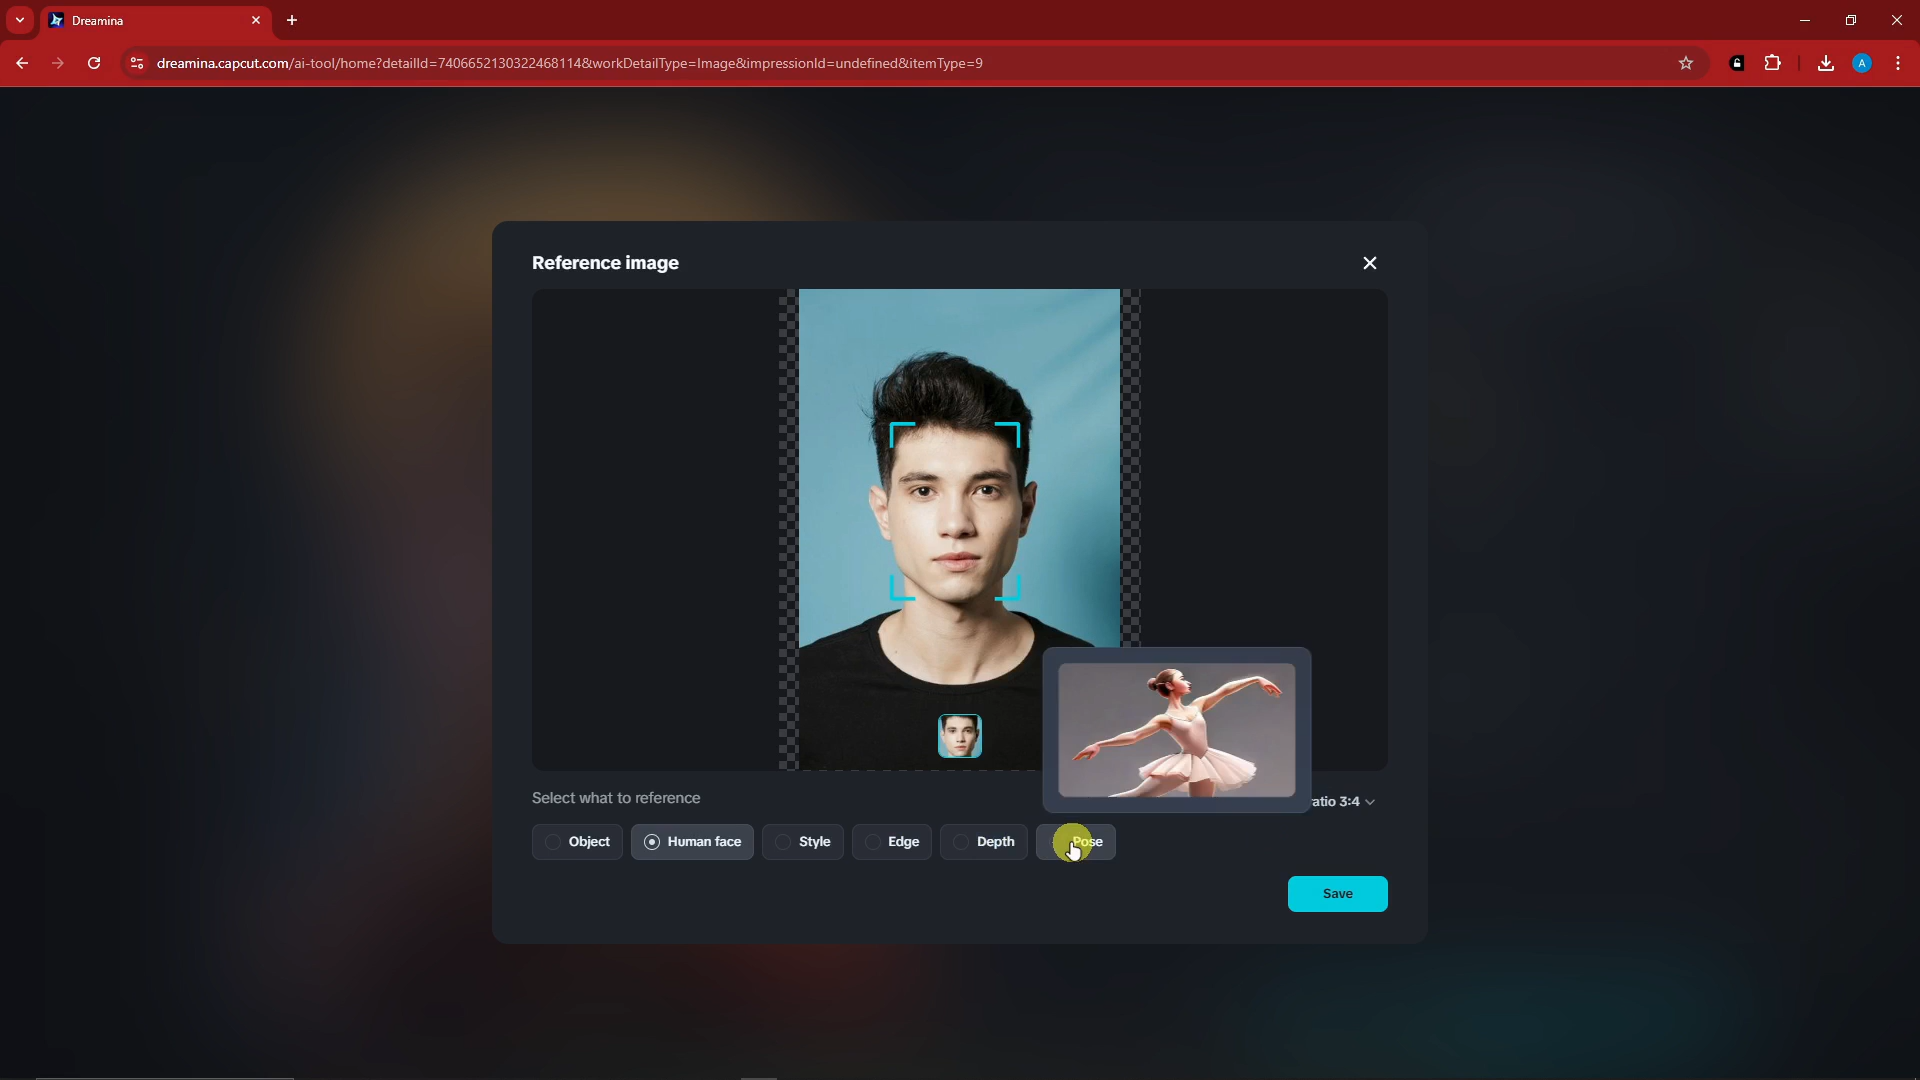 Dreamina
dreamina.capcut.com/ai-tool/home?detailId=7406652130322468114&workDetailType=Image&impressionId=undefined&itemType=9
A
Reference image
Select what to reference
atio 3:4
Object
Human face
Style
Edge
Depth
Pose
Save